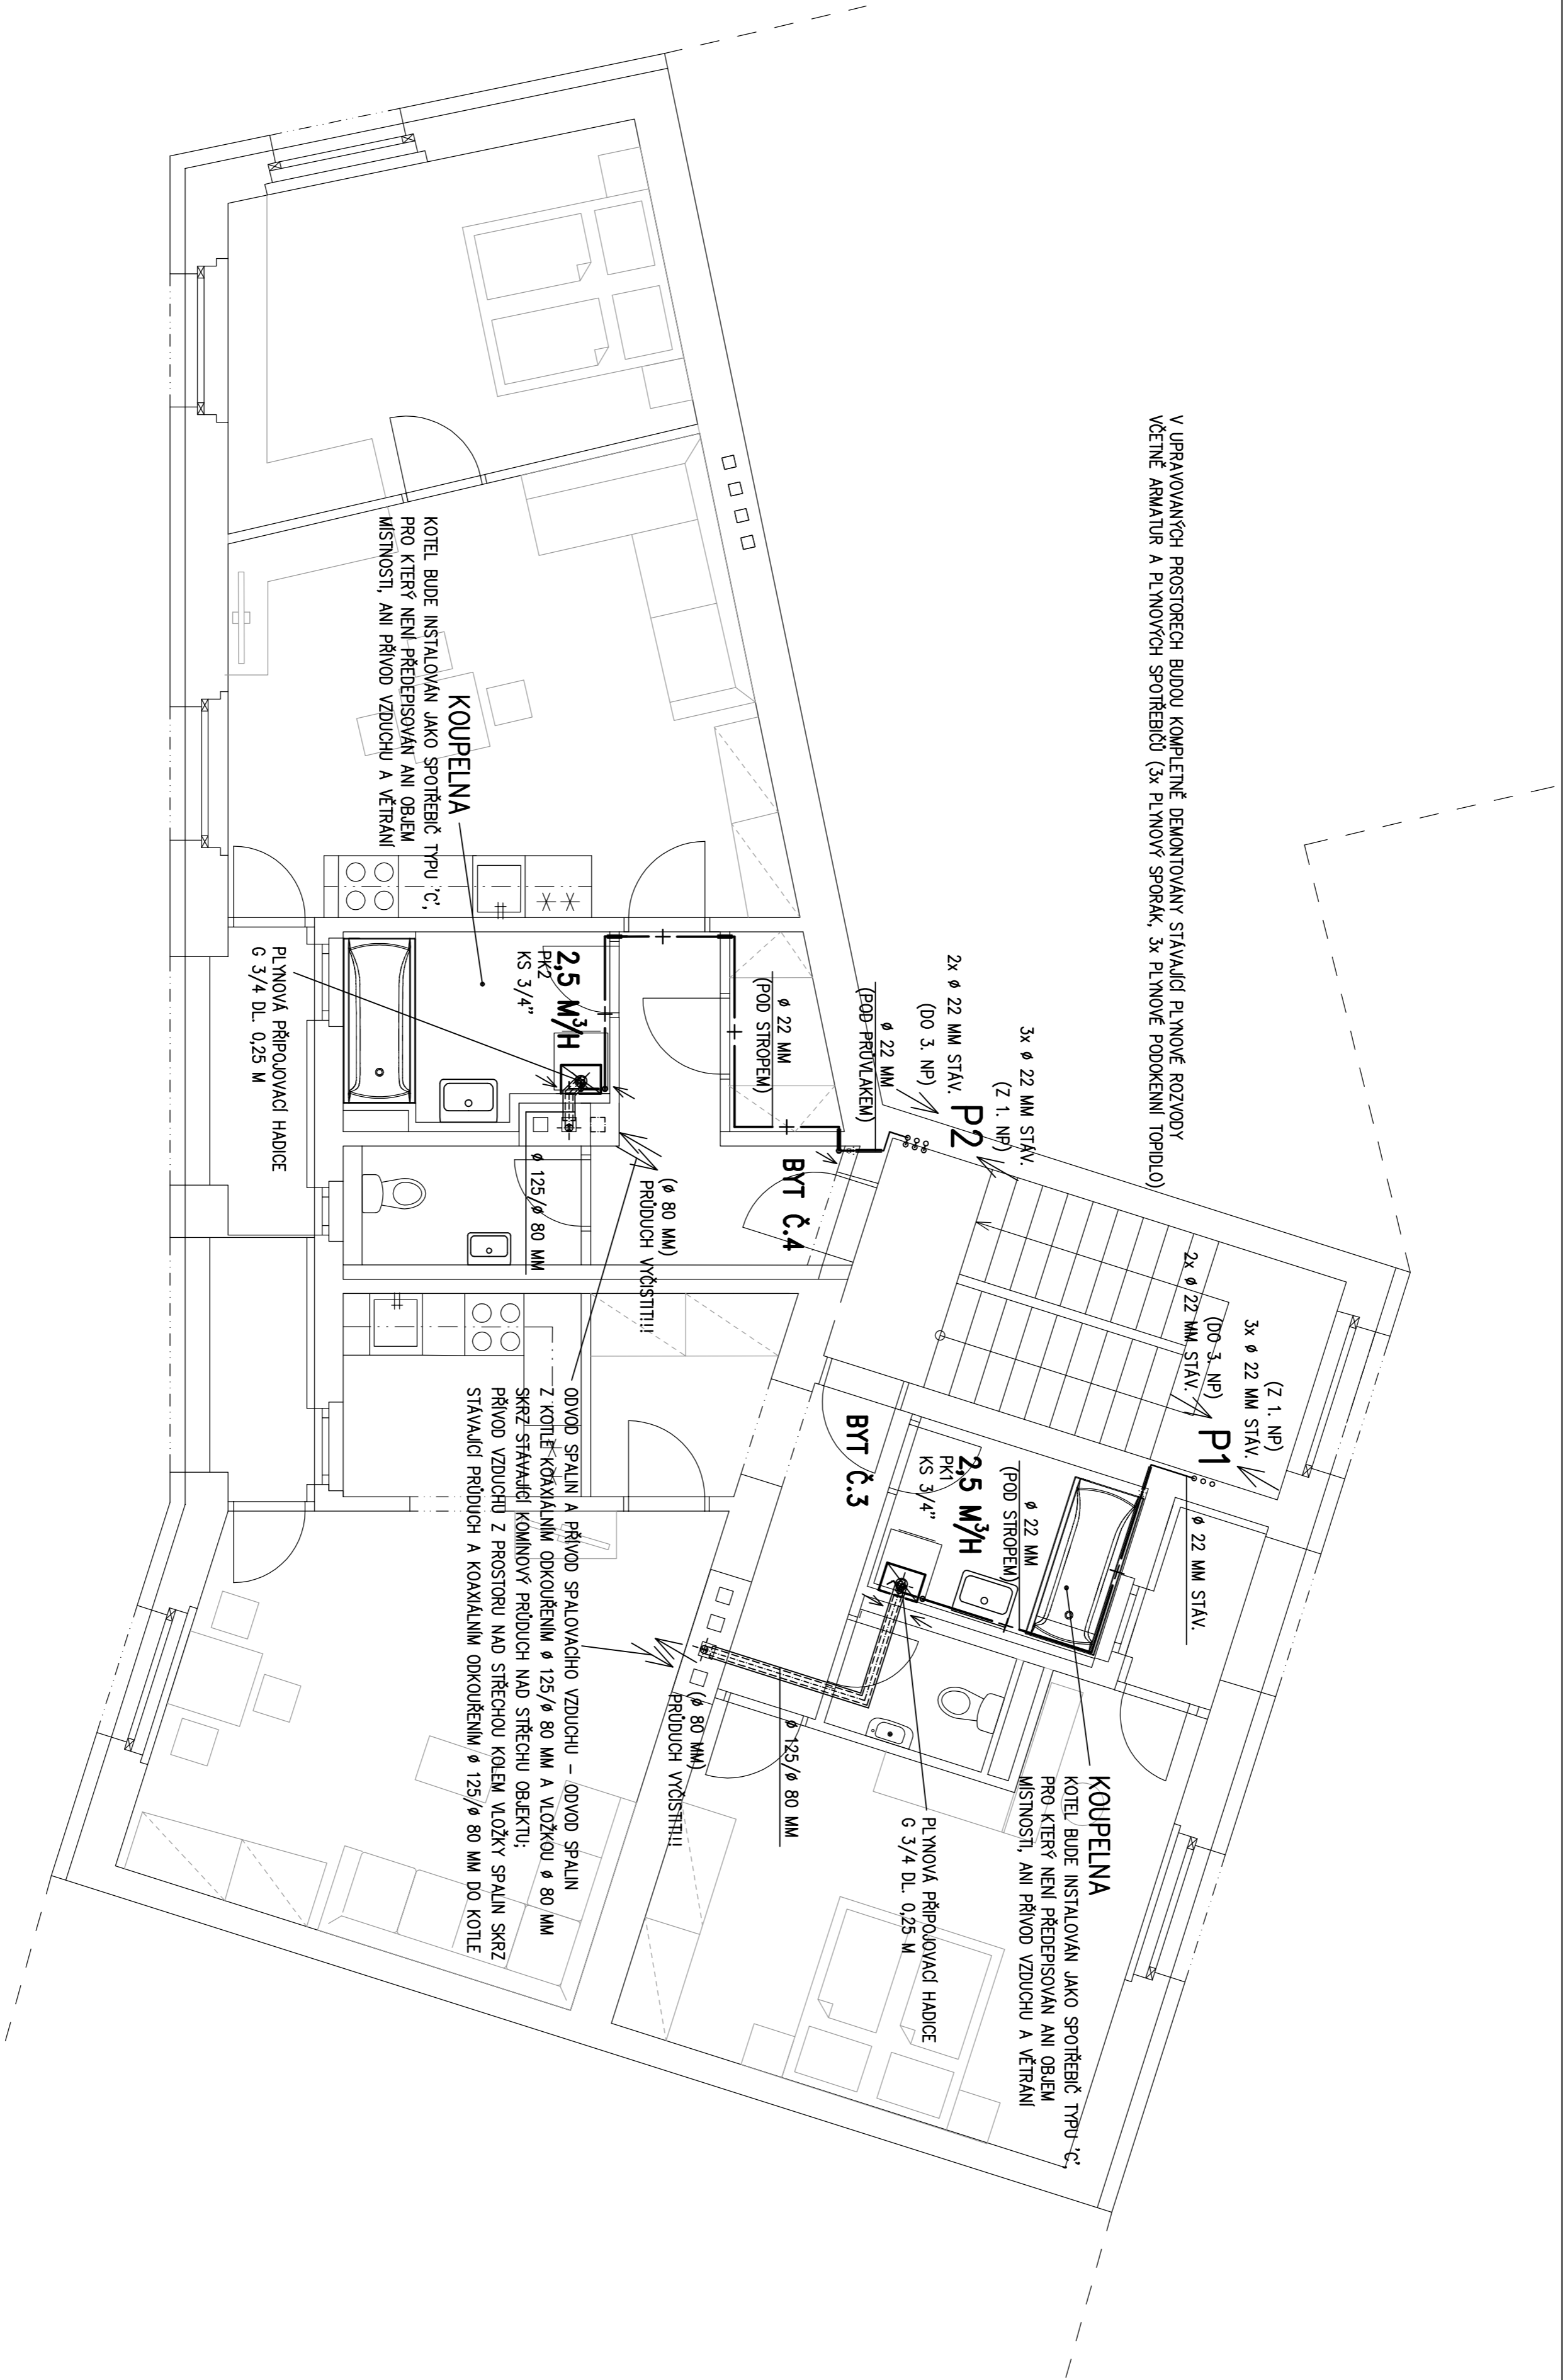 V UPRAVOVANÝCH PROSTORECH BUDOU KOMPLETNĚ DEMONTOVÁNY STÁVAJÍCÍ PLYNOVÉ ROZVODY
VČETNĚ ARMATUR A PLYNOVÝCH SPOTŘEBIČŮ (3x PLYNOVÝ SPORÁK, 3x PLYNOVÉ PODOKENNÍ TOPIDLO)
(Z 1. NP)
3x ø 22 MM STÁV.
P1
(DO 3. NP)
2x ø 22 MM STÁV.
ø 22 MM STÁV.
3x ø 22 MM STÁV.
(Z 1. NP)
P2
2x ø 22 MM STÁV.
(DO 3. NP)
ø 22 MM
(POD PRŮVLAKEM)
ø 22 MM
(POD STROPEM)
BYT Č.4
BYT Č.3
ø 22 MM
(POD STROPEM)
2,5 M³/H
PK1
KS 3/4"
KOUPELNA
KOTEL BUDE INSTALOVÁN JAKO SPOTŘEBIČ TYPU 'C',
PRO KTERÝ NENÍ PŘEDEPISOVÁN ANI OBJEM
MÍSTNOSTI, ANI PŘÍVOD VZDUCHU A VĚTRÁNÍ
PLYNOVÁ PŘIPOJOVACÍ HADICE
G 3/4 DL. 0,25 M
ø 125/ø 80 MM
(ø 80 MM)
PRŮDUCH VYČISTIT!!!
2,5 M³/H
PK2
KS 3/4"
KOUPELNA
KOTEL BUDE INSTALOVÁN JAKO SPOTŘEBIČ TYPU 'C',
PRO KTERÝ NENÍ PŘEDEPISOVÁN ANI OBJEM
MÍSTNOSTI, ANI PŘÍVOD VZDUCHU A VĚTRÁNÍ
(ø 80 MM)
PRŮDUCH VYČISTIT!!!
ø 125/ø 80 MM
PLYNOVÁ PŘIPOJOVACÍ HADICE
G 3/4 DL. 0,25 M
ODVOD SPALIN A PŘÍVOD SPALOVACÍHO VZDUCHU – ODVOD SPALIN
Z KOTLE KOAXIÁLNÍM ODKOUŘENÍM ø 125/ø 80 MM A VLOŽKOU ø 80 MM
SKRZ STÁVAJÍCÍ KOMÍNOVÝ PRŮDUCH NAD STŘECHU OBJEKTU;
PŘÍVOD VZDUCHU Z PROSTORU NAD STŘECHOU KOLEM VLOŽKY SPALIN SKRZ
STÁVAJÍCÍ PRŮDUCH A KOAXIÁLNÍM ODKOUŘENÍM ø 125/ø 80 MM DO KOTLE